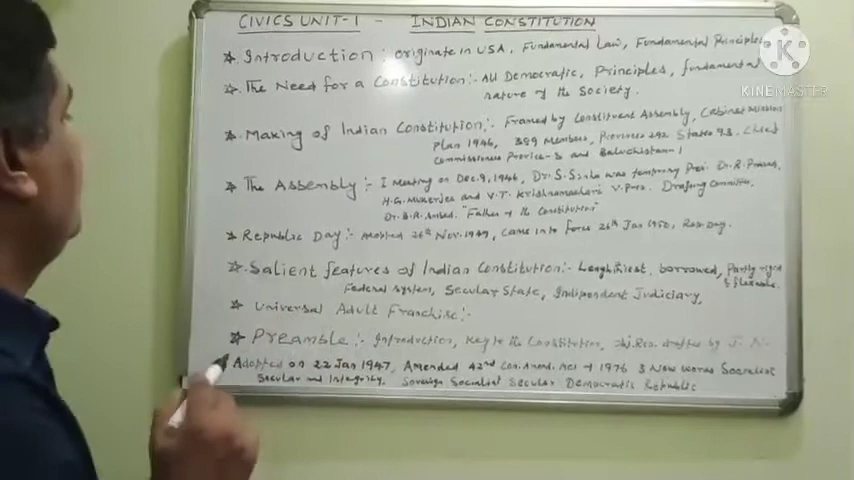 CIVICS UNIT-1 - INDIAN CONSTITUTION
Introduction : originate in USA, Fundamental Law, Fundamental Principles
The Need for a Constitution :- All Democratic, Principles, fundamental
nature of the society.
Making of Indian Constitution :- Framed by Constituent Assembly, Cabinet Mission
Plan 1946, 389 Members, Provinces 292 States 93, Chief
Commissioners Province-3 and Baluchistan-1
The Assembly :- I Meeting on Dec.9,1946, Dr.S.Sinha was temporary Presi. Dr.R.Prasad,
H.C. Mukerjee and V.T. Krishnamachari V.Pres. Drafting Committee,
Dr.B.R. "Father of the Constitution"
Republic Day :- Adopted 26th Nov.1949, Came into force 26th Jan 1950, Day.
Salient features of Indian Constitution :- borrowed, Partly rigid
& flexible.
Federal system, Secular State, Independent Judiciary,
Universal Adult Franchise :-
Preamble :- Introduction, Key to the Constitution, drafted by J.
Adopted on 22 Jan 1947, Amended 42nd Con. Amend. Act of 1976 3 New words Socialist
Secular and Integrity. Sovereign Socialist Secular Democratic Republic
KINEMASTER